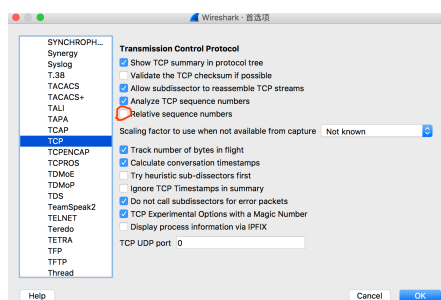 Wireshark · 首选项
SYNCHROPH...
Synergy
Syslog
T.38
TACACS
TACACS+
TALI
TAPA
TCAP
TCP
TCPENCAP
TCPROS
TDMoE
TDMoP
TDS
TeamSpeak2
TELNET
Teredo
TETRA
TFP
TFTP
Thread
Transmission Control Protocol
Show TCP summary in protocol tree
Validate the TCP checksum if possible
Allow subdissector to reassemble TCP streams
Analyze TCP sequence numbers
Relative sequence numbers
Scaling factor to use when not available from capture Not known
Track number of bytes in flight
Calculate conversation timestamps
Try heuristic sub-dissectors first
Ignore TCP Timestamps in summary
Do not call subdissectors for error packets
TCP Experimental Options with a Magic Number
Display process information via IPFIX
TCP UDP port 0
Help Cancel OK